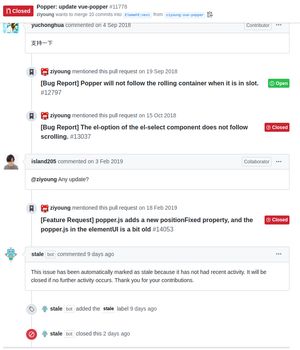 Closed
Popper: update vue-popper #11776
ziyoung wants to merge 10 commits into ElemeFE:dev from ziyoung:vue-popper
yuchonghua commented on 4 Sep 2018
Contributor
支持一下
ziyoung mentioned this pull request on 19 Sep 2018
[Bug Report] Popper will not follow the rolling container when it is in slot.
#12797
Open
ziyoung mentioned this pull request on 15 Oct 2018
[Bug Report] The el-option of the el-select component does not follow
scrolling. #13037
Closed
island205 commented on 3 Feb 2019
Collaborator
@ziyoung Any update?
ziyoung mentioned this pull request on 18 Feb 2019
[Feature Request] popper.js adds a new positionFixed property, and the
popper.js in the elementUI is a bit old #14053
Closed
stale bot commented 9 days ago
This issue has been automatically marked as stale because it has not had recent activity. It will be
closed if no further activity occurs. Thank you for your contributions.
stale bot added the stale label 9 days ago
stale bot closed this 2 days ago